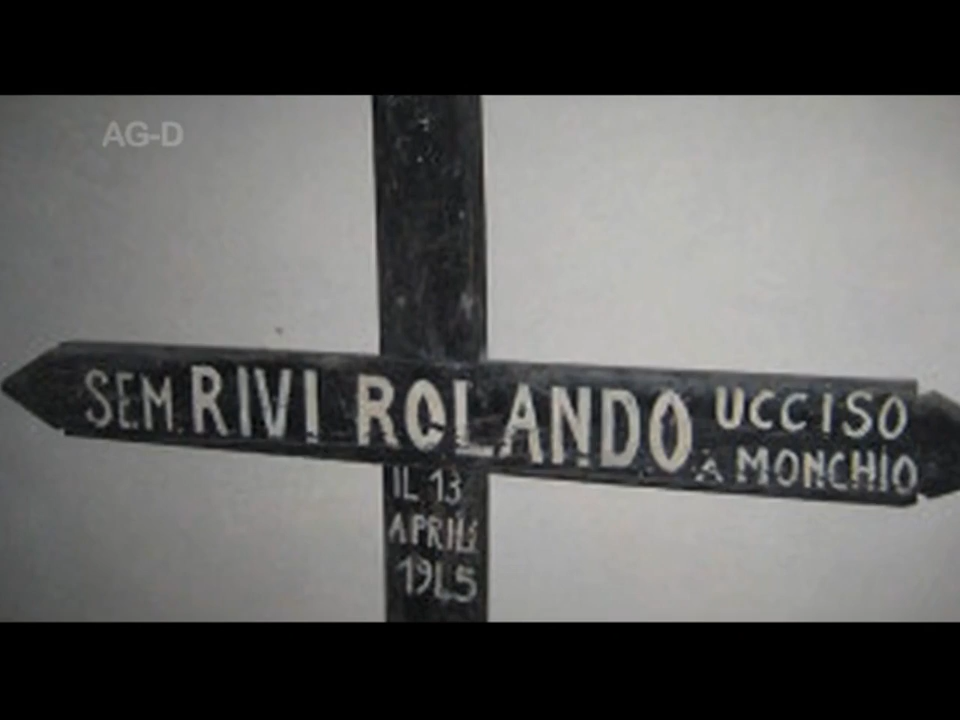 AG-D
SEM. RIVI ROLANDO UCCISO
A MONCHIO
IL 13
APRILE
1945